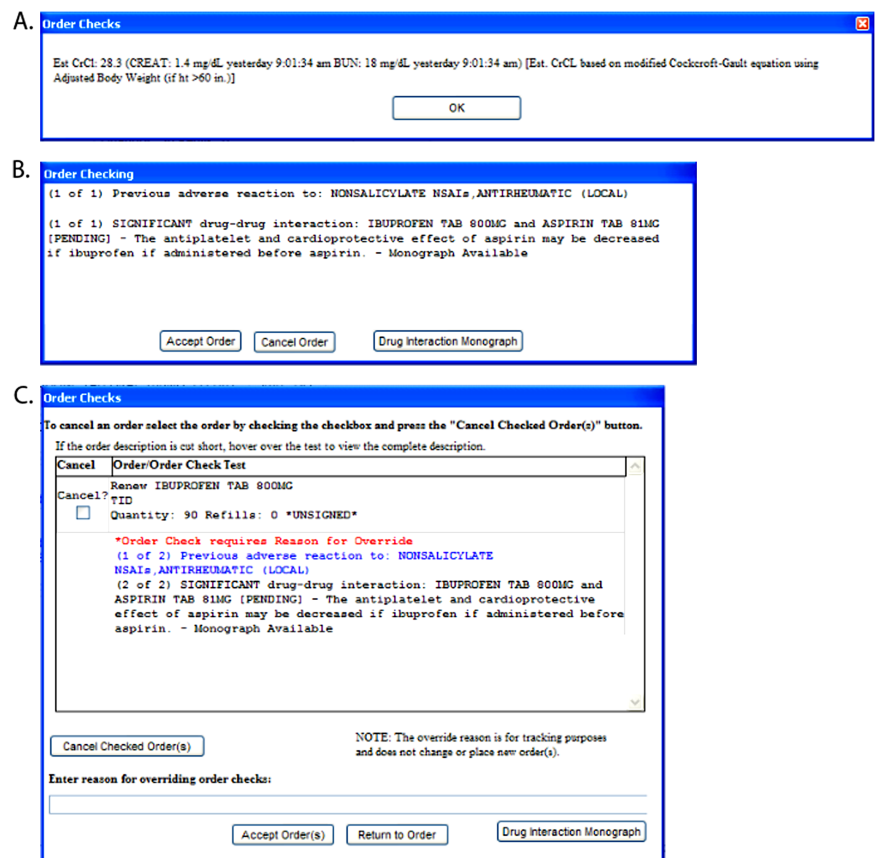 A.
Order Checks
Est CrCl: 28.3 (CREAT: 1.4 mg/dL yesterday 9:01:34 am BUN: 18 mg/dL yesterday 9:01:34 am) [Est. CrCL based on modified Cockcroft-Gault equation using
Adjusted Body Weight (if ht >60 in.)]
OK
B.
Order Checking
(1 of 1) Previous adverse reaction to: NONSALICYLATE NSAIs,ANTIRHEUMATIC (LOCAL)
(1 of 1) SIGNIFICANT drug-drug interaction: IBUPROFEN TAB 800MG and ASPIRIN TAB 81MG
[PENDING] - The antiplatelet and cardioprotective effect of aspirin may be decreased
if ibuprofen if administered before aspirin. - Monograph Available
Accept Order
Cancel Order
Drug Interaction Monograph
C.
Order Checks
To cancel an order select the order by checking the checkbox and press the "Cancel Checked Order(s)" button.
If the order description is cut short, hover over the test to view the complete description.
Cancel Order/Order Check Test
Renew IBUPROFEN TAB 800MG
Cancel? TID
Quantity: 90 Refills: 0 *UNSIGNED*
*Order Check requires Reason for Override
(1 of 2) Previous adverse reaction to: NONSALICYLATE
NSAIs,ANTIRHEUMATIC (LOCAL)
(2 of 2) SIGNIFICANT drug-drug interaction: IBUPROFEN TAB 800MG and
ASPIRIN TAB 81MG [PENDING] - The antiplatelet and cardioprotective
effect of aspirin may be decreased if ibuprofen if administered before
aspirin. - Monograph Available
Cancel Checked Order(s)
NOTE: The override reason is for tracking purposes
and does not change or place new order(s).
Enter reason for overriding order checks:
Accept Order(s)
Return to Order
Drug Interaction Monograph